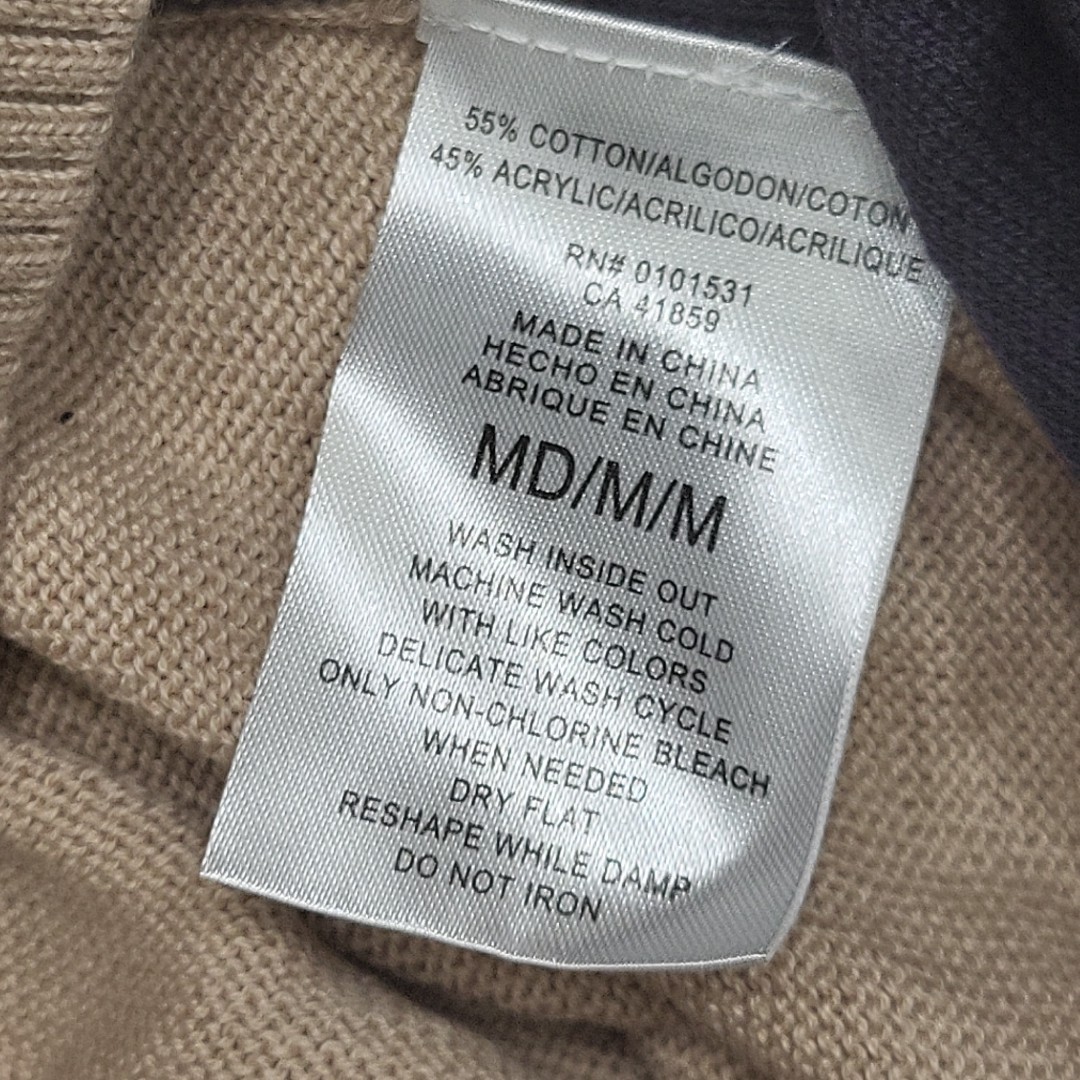 55% COTTON/ALGODON/COTON
45% ACRYLIC/ACRILICO/ACRILIQUE
RN# 0101531
CA 41859
MADE IN CHINA
HECHO EN CHINA
ABRIQUE EN CHINE
MD/M/M
WASH INSIDE OUT
MACHINE WASH COLD
WITH LIKE COLORS
DELICATE WASH CYCLE
ONLY NON-CHLORINE BLEACH
WHEN NEEDED
DRY FLAT
RESHAPE WHILE DAMP
DO NOT IRON